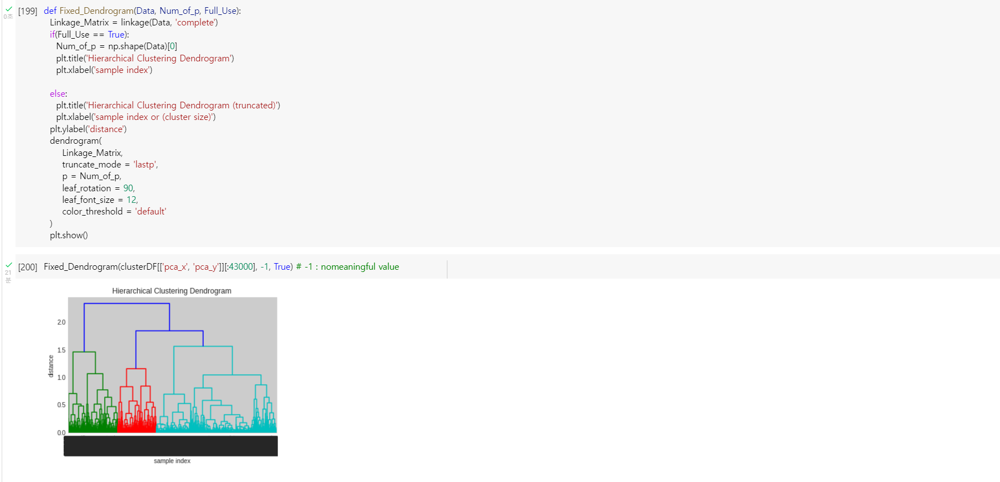 0초
[199] def Fixed_Dendrogram(Data, Num_of_p, Full_Use):
Linkage_Matrix = linkage(Data, 'complete')
if(Full_Use == True):
Num_of_p = np.shape(Data)[0]
plt.title('Hierarchical Clustering Dendrogram')
plt.xlabel('sample index')
else:
plt.title('Hierarchical Clustering Dendrogram (truncated)')
plt.xlabel('sample index or (cluster size)')
plt.ylabel('distance')
dendrogram(
Linkage_Matrix,
truncate_mode = 'lastp',
p = Num_of_p,
leaf_rotation = 90,
leaf_font_size = 12,
color_threshold = 'default'
)
plt.show()
21
분
[200] Fixed_Dendrogram(clusterDF[['pca_x', 'pca_y']][:43000], -1, True) # -1 : nomeaningful value
Hierarchical Clustering Dendrogram
2.0
1.5
1.0
0.5
0.0
distance
sample index